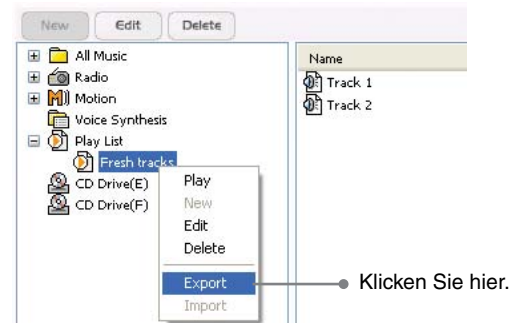 New Edit Delete
All Music
Radio
Motion
Voice Synthesis
Play List
Fresh tracks
CD Drive(E)
CD Drive(F)
Play
New
Edit
Delete
Export
Import
Name
Track 1
Track 2
Klicken Sie hier.